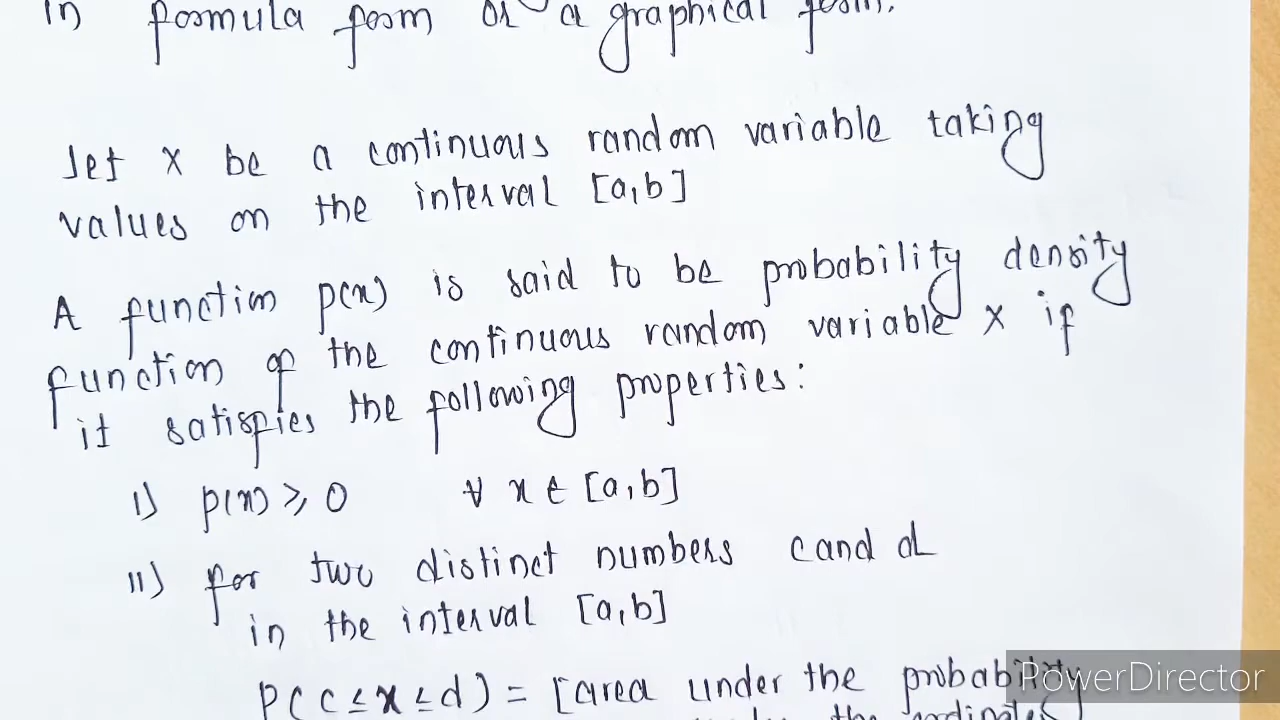 in formula form or a graphical form.
Let X be a continuous random variable taking
values on the interval [a,b]
A function p(x) is said to be probability density
function of the continuous random variable X if
it satisfies the following properties:
i) p(x) ⩾ 0 ∀ x ∈ [a,b]
ii) for two distinct numbers c and d
in the interval [a,b]
P(c ≤ x ≤ d) = [area under the probability
the ordinates
PowerDirector